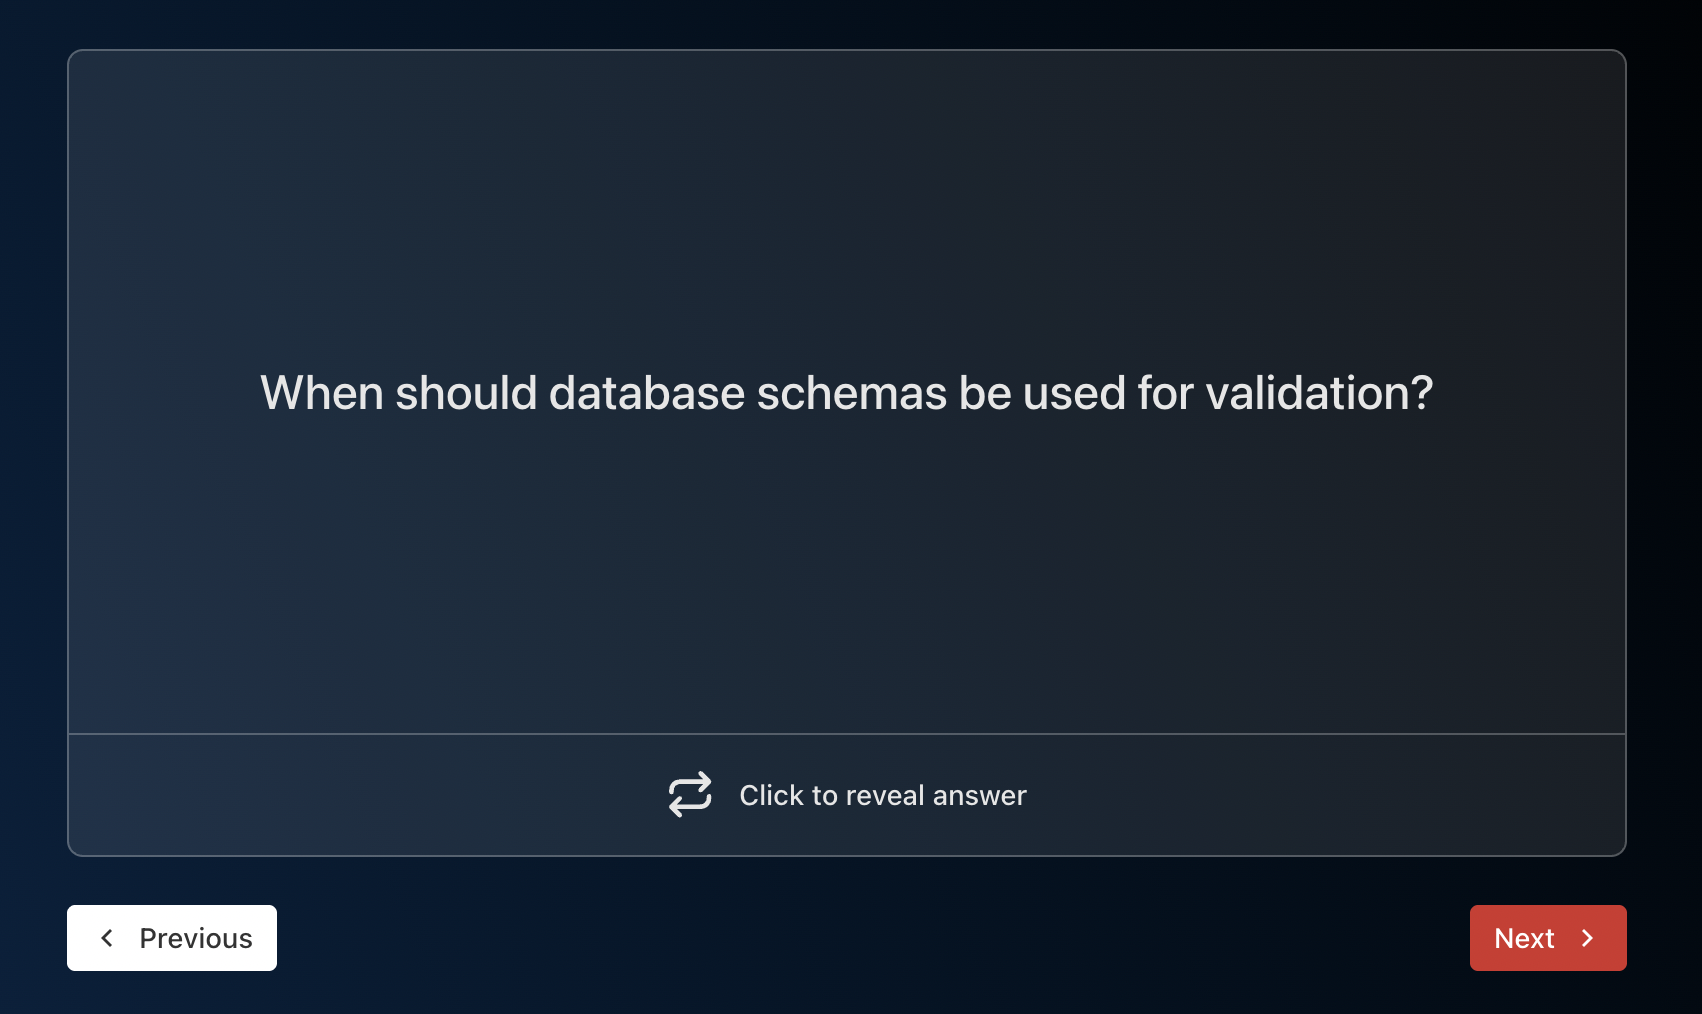 When should database schemas be used for validation?
Click to reveal answer
Previous
Next